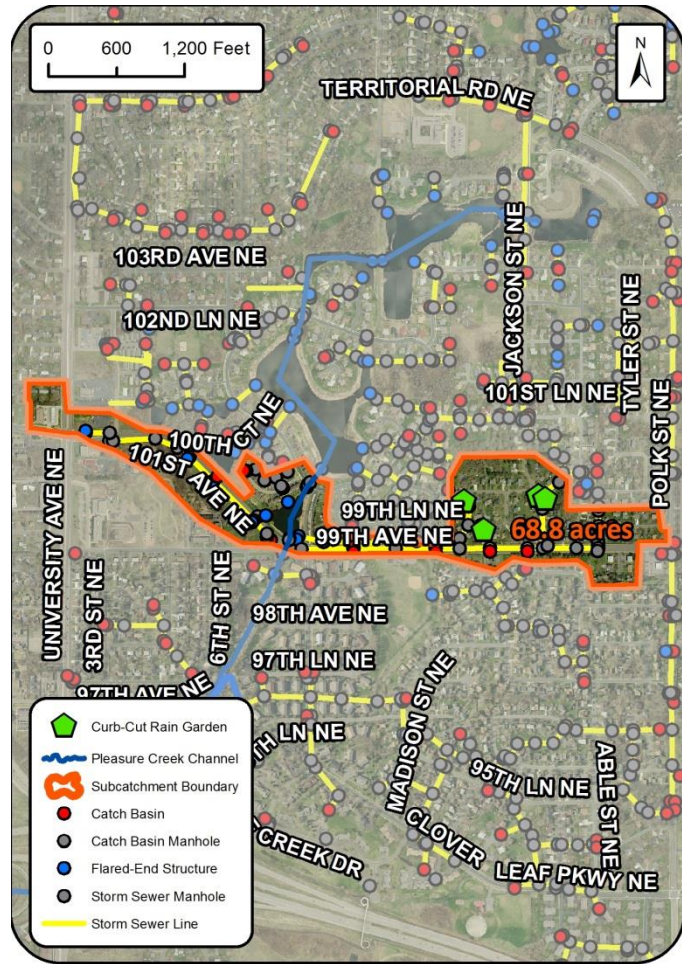 0 600 1,200 Feet
N
TERRITORIAL RD NE
103RD AVE NE
102ND LN NE
JACKSON ST NE
TYLER ST NE
101ST LN NE
POLK ST NE
100TH CT NE
101ST AVE NE
UNIVERSITY AVE NE
99TH LN NE
99TH AVE NE
68.8 acres
3RD ST NE
6TH ST NE
98TH AVE NE
97TH LN NE
97TH AVE NE
TH LN NE
MADISON ST NE
95TH LN NE
ABLE ST NE
CREEK DR
CLOVER
LEAF PKWY NE
Curb-Cut Rain Garden
Pleasure Creek Channel
Subcatchment Boundary
Catch Basin
Catch Basin Manhole
Flared-End Structure
Storm Sewer Manhole
Storm Sewer Line